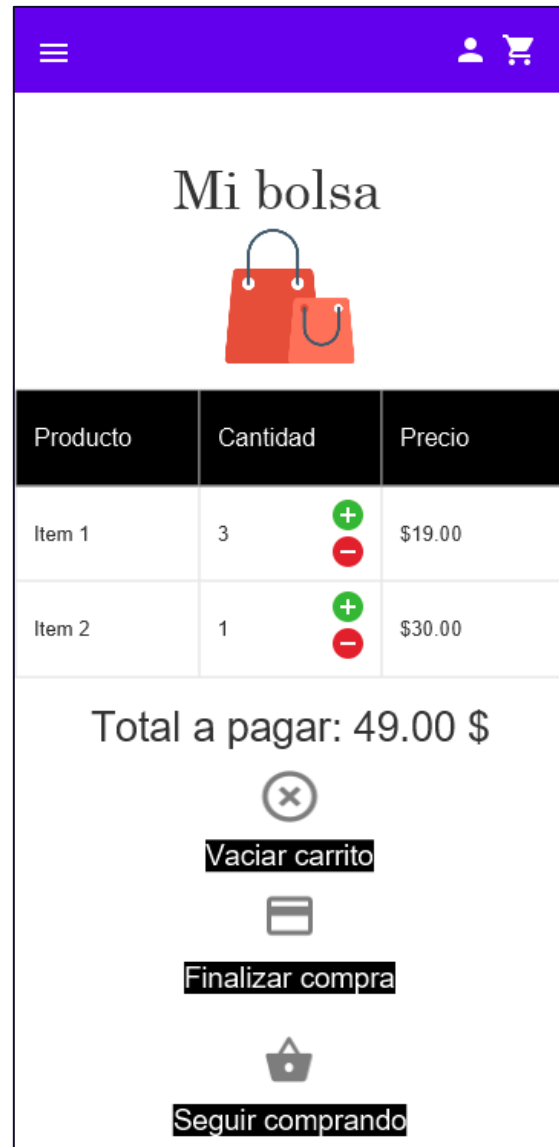 Mi bolsa
Producto Cantidad Precio
Item 1 3 $19.00
Item 2 1 $30.00
Total a pagar: 49.00 $
Vaciar carrito
Finalizar compra
Seguir comprando